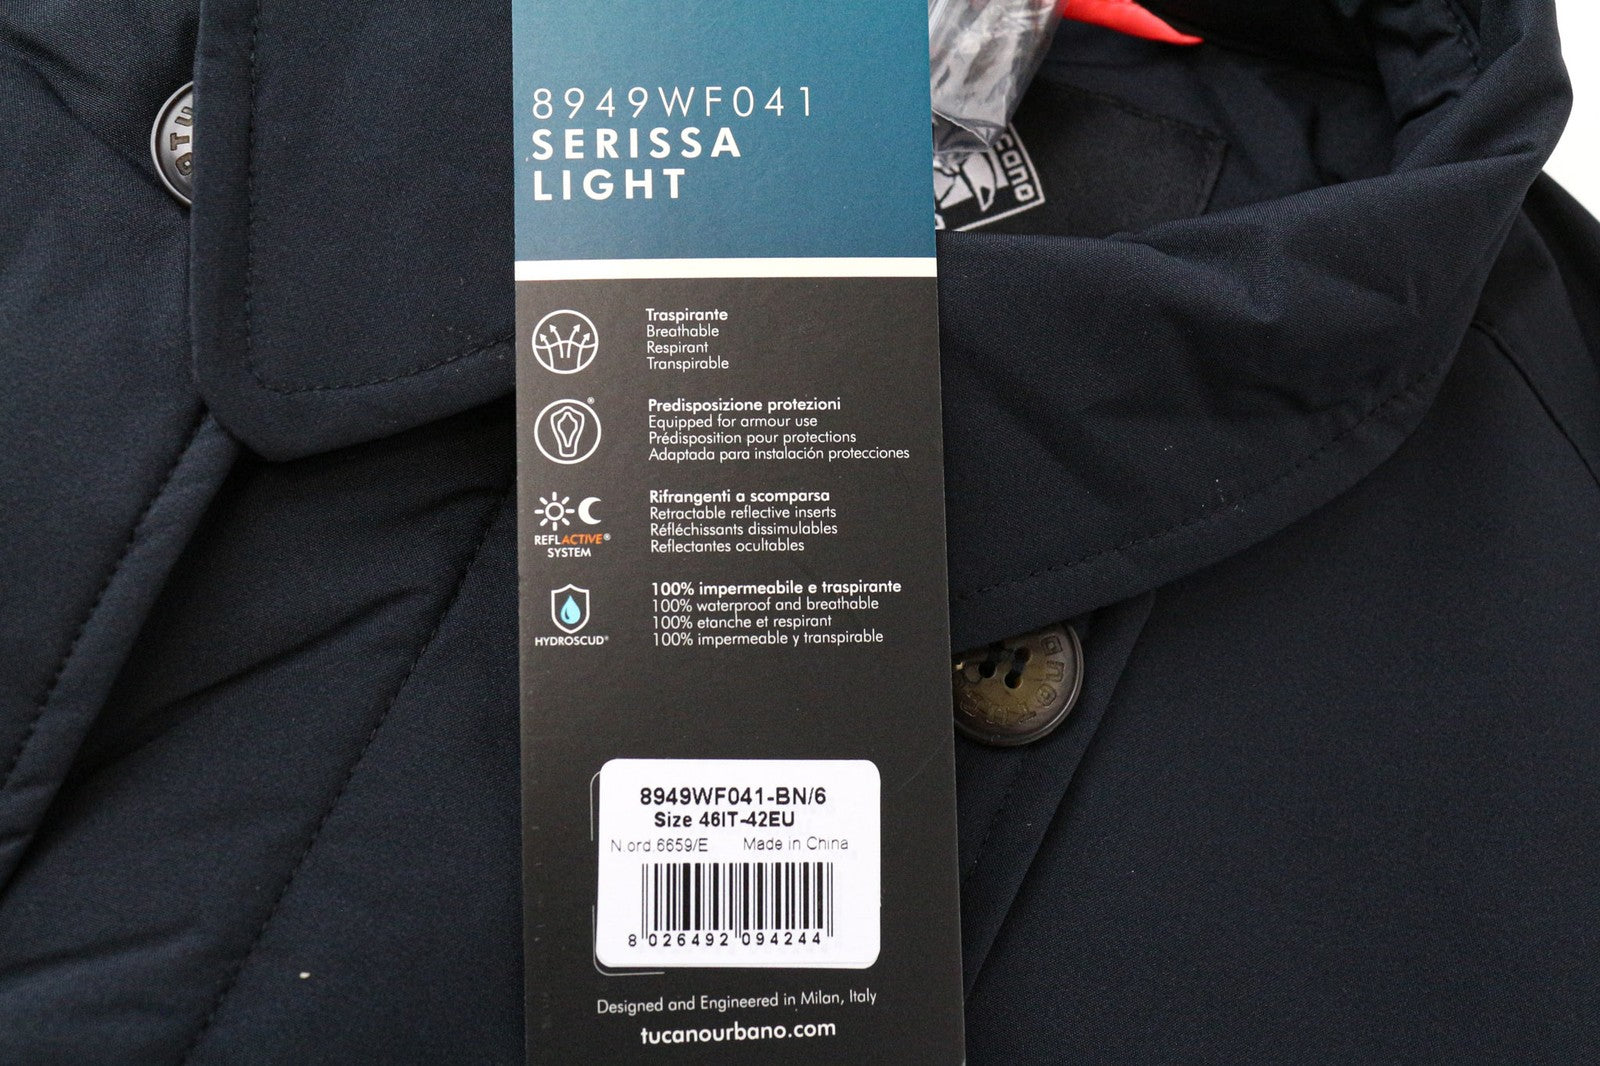 8949WF041
SERISSA
LIGHT
Traspirante
Breathable
Respirant
Transpirable
Predisposizione protezioni
Equipped for armour use
Prédisposition pour protections
Adaptada para instalación protecciones
®
Rifrangenti a scomparsa
Retractable reflective inserts
Réfléchissants dissimulables
Reflectantes ocultables
REFLACTIVE®
SYSTEM
100% impermeabile e traspirante
100% waterproof and breathable
100% etanche et respirant
100% impermeable y transpirable
HYDROSCUD®
8949WF041-BN/6
Size 46IT-42EU
N.ord.6659/E Made in China
8 026492 094244
Designed and Engineered in Milan, Italy
tucanourbano.com